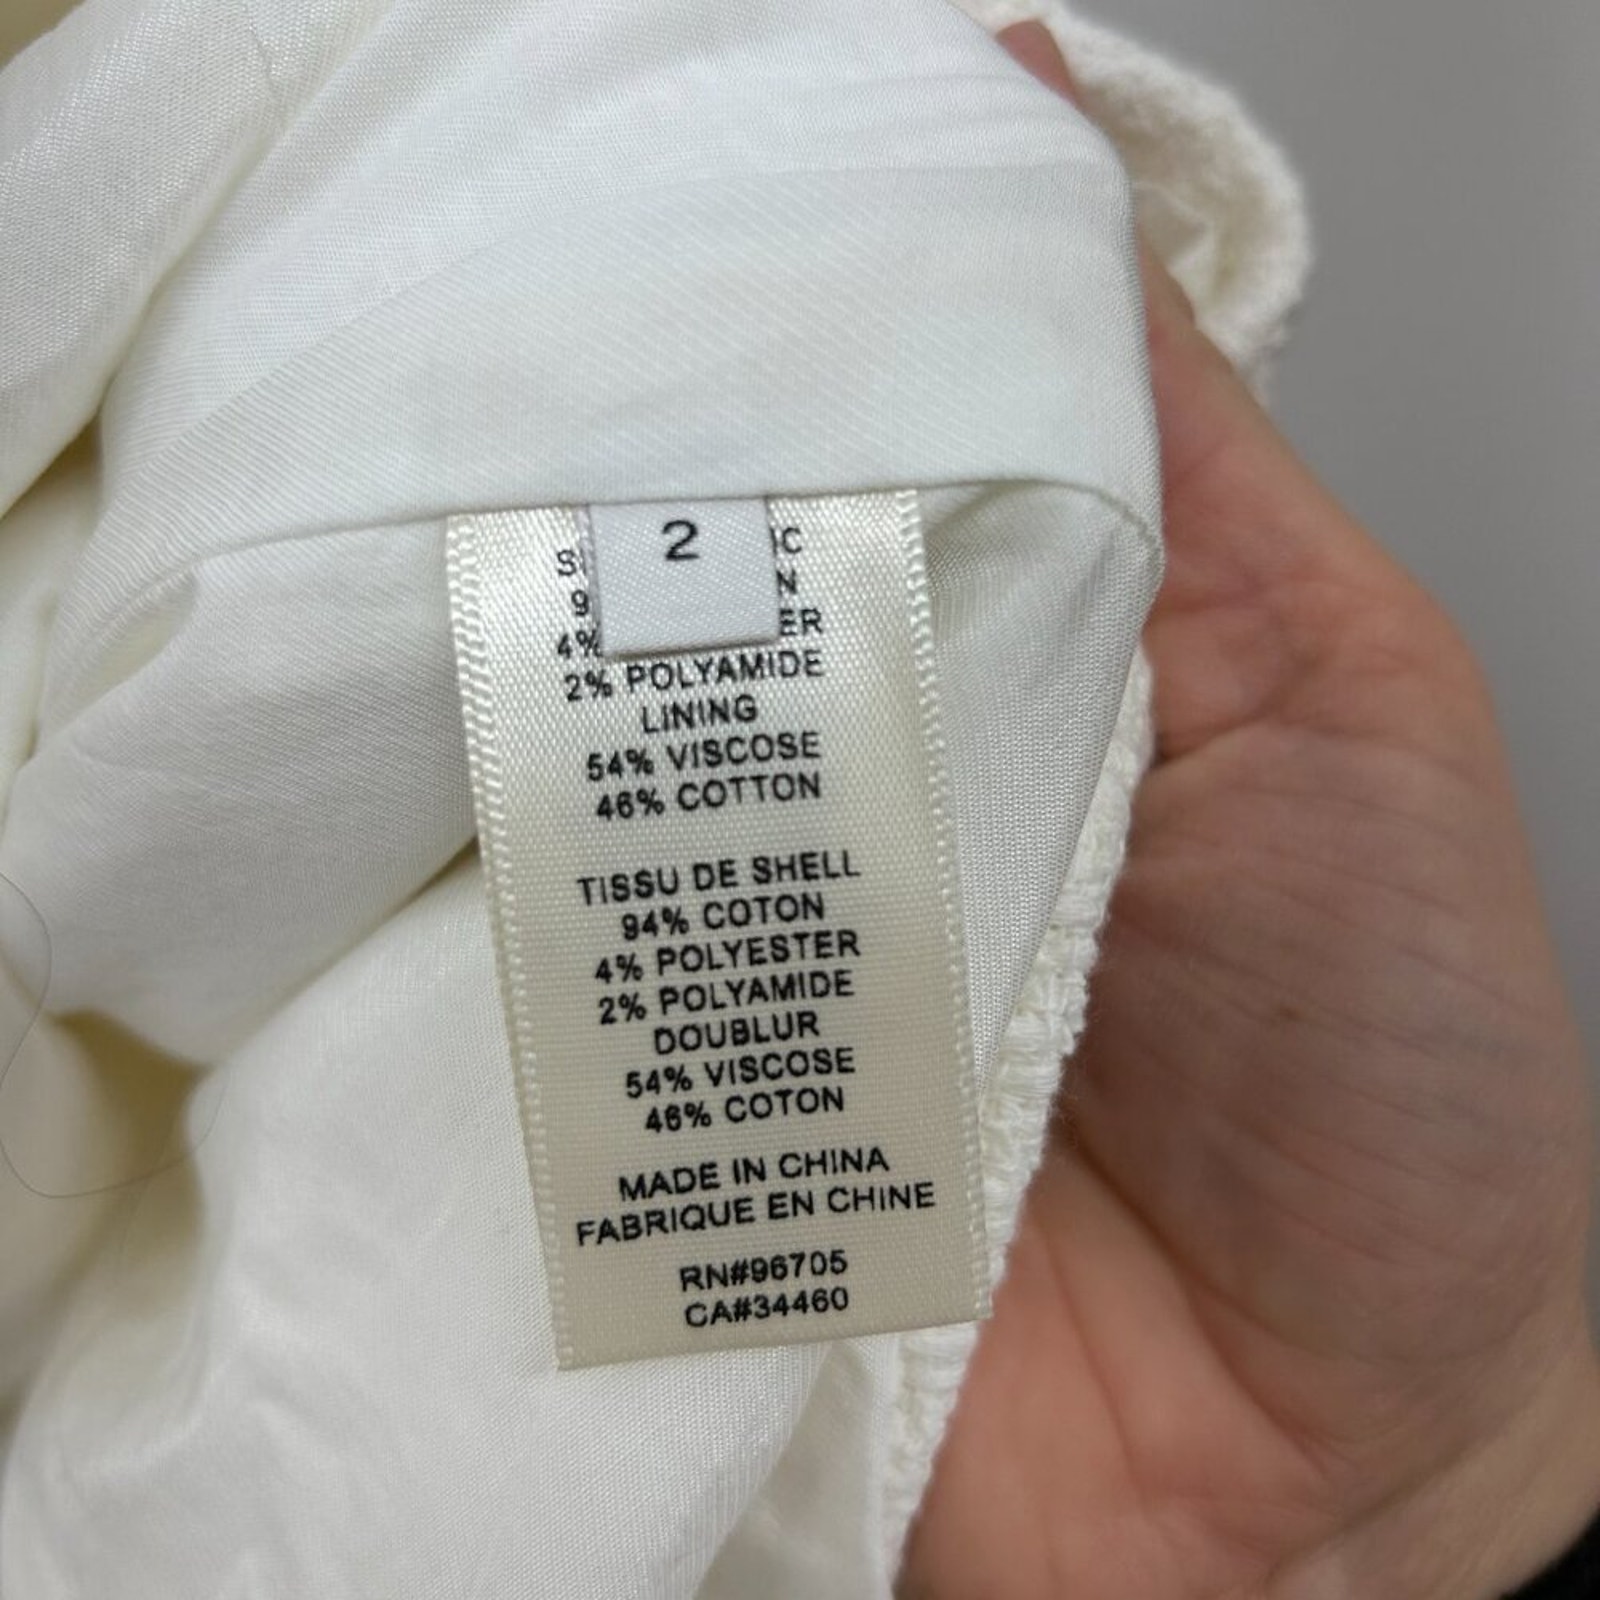 2
4%
2% POLYAMIDE
LINING
54% VISCOSE
46% COTTON
TISSU DE SHELL
94% COTON
4% POLYESTER
2% POLYAMIDE
DOUBLUR
54% VISCOSE
46% COTON
MADE IN CHINA
FABRIQUE EN CHINE
RN#96705
CA#34460